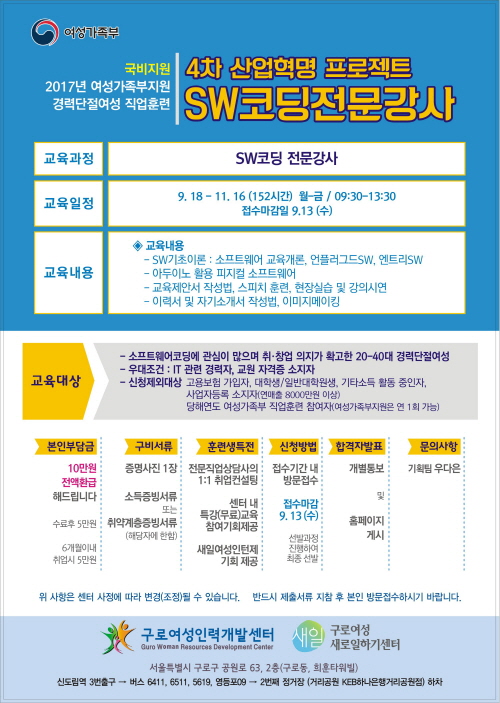 여성가족부
국비지원
2017년 여성가족부지원
경력단절여성 직업훈련
4차 산업혁명 프로젝트
SW코딩전문강사
교육과정
SW코딩 전문강사
교육일정
9. 18 - 11. 16 (152시간) 월-금 / 09:30-13:30
접수마감일 9.13 (수)
교육내용
◈ 교육내용
- SW기초이론 : 소프트웨어 교육개론, 언플러그드SW, 엔트리SW
- 아두이노 활용 피지컬 소프트웨어
- 교육제안서 작성법, 스피치 훈련, 현장실습 및 강의시연
- 이력서 및 자기소개서 작성법, 이미지메이킹
교육대상
- 소프트웨어코딩에 관심이 많으며 취·창업 의지가 확고한 20-40대 경력단절여성
- 우대조건 : IT 관련 경력자, 교원 자격증 소지자
- 신청제외대상 고용보험 가입자, 대학생/일반대학원생, 기타소득 활동 중인자,
사업자등록 소지자(연매출 8000만원 이상)
당해연도 여성가족부 직업훈련 참여자(여성가족부지원은 연 1회 가능)
본인부담금
10만원
전액환급
해드립니다
수료후 5만원
6개월이내
취업시 5만원
구비서류
증명사진 1장
소득증빙서류
또는
취약계층증빙서류
(해당자에 한함)
훈련생특전
전문직업상담사의
1:1 취업컨설팅
센터 내
특강(무료)교육
참여기회제공
새일여성인턴제
기회 제공
신청방법
접수기간 내
방문접수
접수마감
9. 13 (수)
선발과정
진행하여
최종 선발
합격자발표
개별통보
및
홈페이지
게시
문의사항
기획팀 우다은
위 사항은 센터 사정에 따라 변경(조정)될 수 있습니다. 반드시 제출서류 지참 후 본인 방문접수하시기 바랍니다.
구로여성인력개발센터
Guro Woman Resources Development Center
새일
구로여성
새로일하기센터
서울특별시 구로구 공원로 63, 2층(구로동, 희훈타워빌)
신도림역 3번출구 → 버스 6411, 6511, 5619, 영등포09 → 2번째 정거장 (거리공원 KEB하나은행거리공원점) 하차